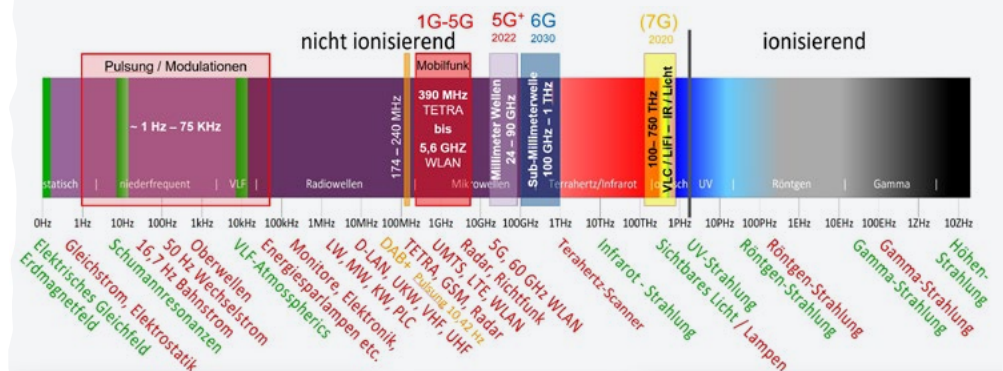 1G-5G
5G+
2022
6G
2030
(7G)
2020
nicht ionisierend
ionisierend
Pulsung / Modulationen
~ 1 Hz – 75 KHz
174 – 240 MHz
Mobilfunk
390 MHz
TETRA
bis
5,6 GHZ
WLAN
Millimeter Wellen
24 – 90 GHz
Sub-Millimeterwelle
100 GHz – 1 THz
100– 750 THz
VLC / LiFi – IR / Licht
statisch | niederfrequent | VLF | Radiowellen | Mikrowellen | Terahertz/Infrarot | UV | Röntgen | Gamma |
0Hz 10Hz 10kHz 100kHz 1MHz 10MHz 100MHz 1GHz 10GHz 100GHz 1THz 10THz 100THz 1PHz 10PHz 100PHz 1EHz 10EHz 100EHz 1ZHz 10ZHz
Elektrisches Gleichfeld
Erdmagnetfeld
Gleichstrom, Elektrostatik
Schumannresonanzen
16,7 Hz Bahnstrom
50 Hz Wechselstrom
Oberwellen
VLF-Atmosspherics
Energiesparlampen etc.
Monitore, Elektronik,
LW, MW, KW, PLC
D-LAN, UKW, VHF, UHF
DAB+ Pulsung 10,42 Hz
TETRA, GSM, Radar
UMTS, LTE, WLAN
Radar, Richtfunk
5G, 60 GHz WLAN
Terahertz-Scanner
Infrarot - Strahlung
Sichtbares Licht / Lampen
UV-Strahlung
Röntgen-Strahlung
Röntgen-Strahlung
Gamma-Strahlung
Gamma-Strahlung
Höhen-
Strahlung